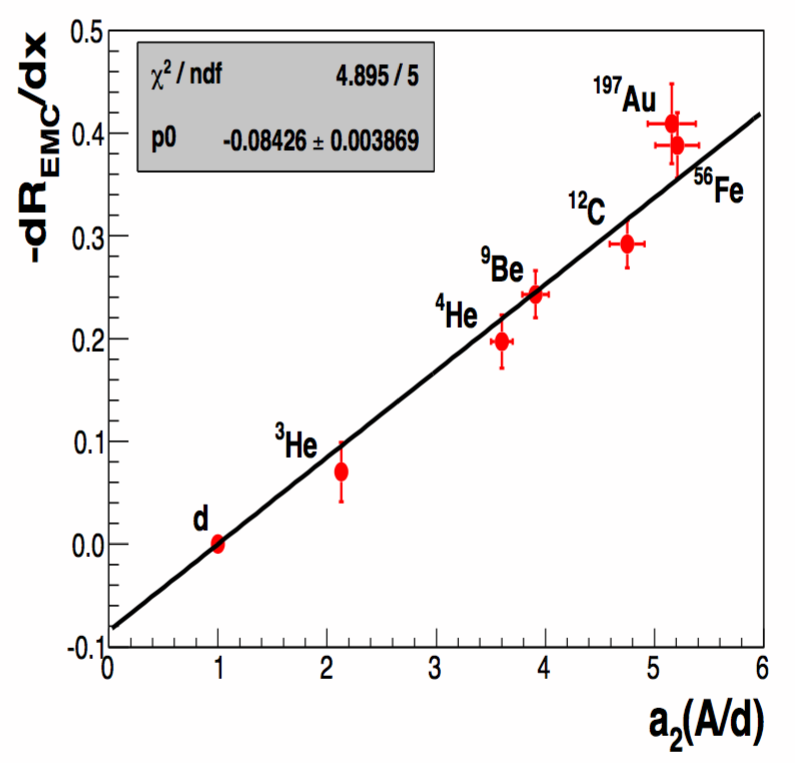 -dR_EMC/dx
0.5
0.4
0.3
0.2
0.1
0.0
-0.1
χ² / ndf 4.895 / 5
p0 -0.08426 ± 0.003869
¹⁹⁷Au
⁵⁶Fe
¹²C
⁹Be
⁴He
³He
d
0 1 2 3 4 5 6
a₂(A/d)